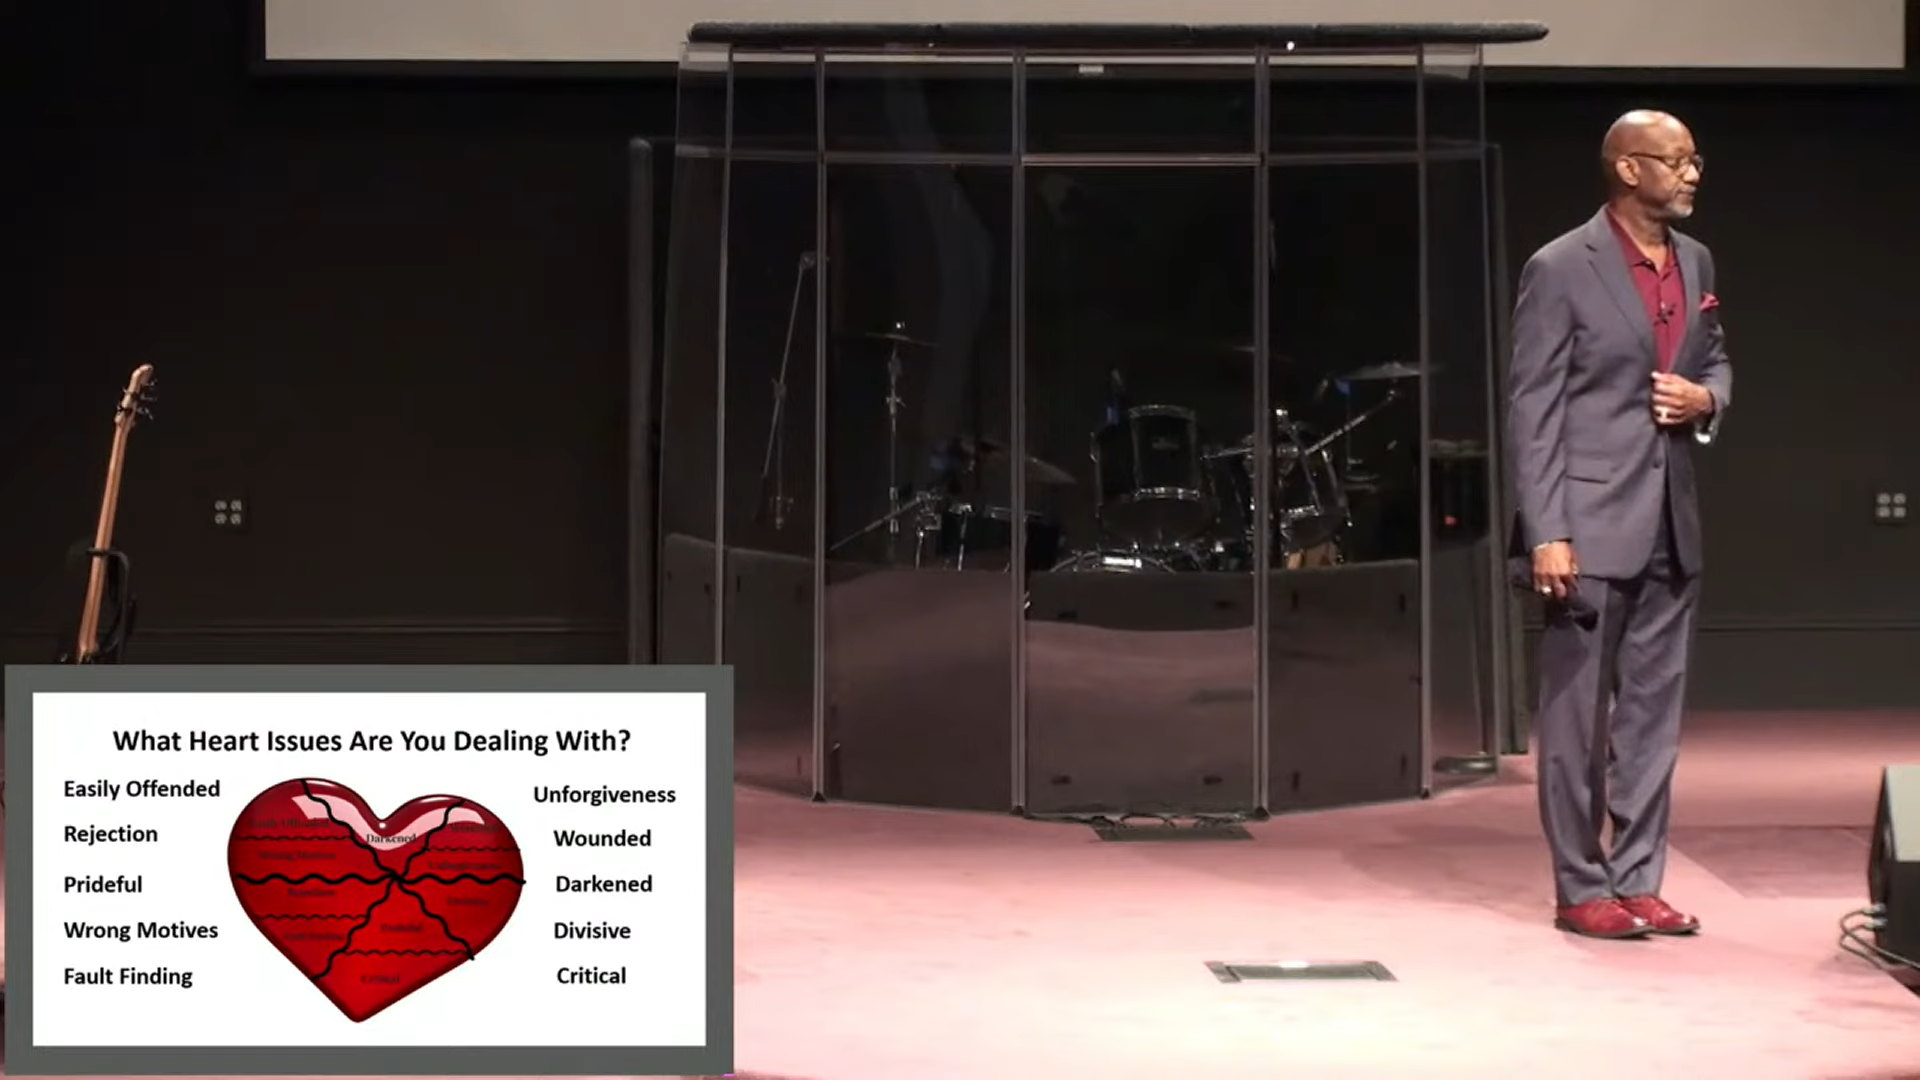 What Heart Issues Are You Dealing With?
Easily Offended
Rejection
Prideful
Wrong Motives
Fault Finding
Darkened
Unforgiveness
Wounded
Darkened
Divisive
Critical